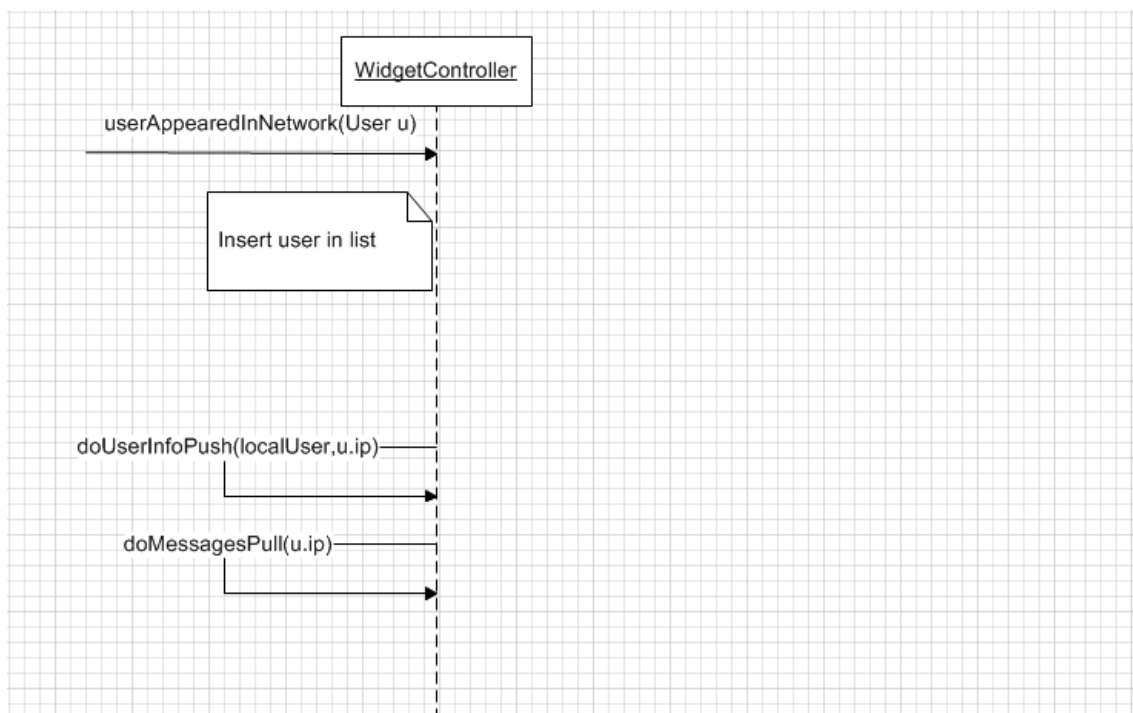 WidgetController
userAppearedInNetwork(User u)
Insert user in list
doUserInfoPush(localUser,u.ip)
doMessagesPull(u.ip)